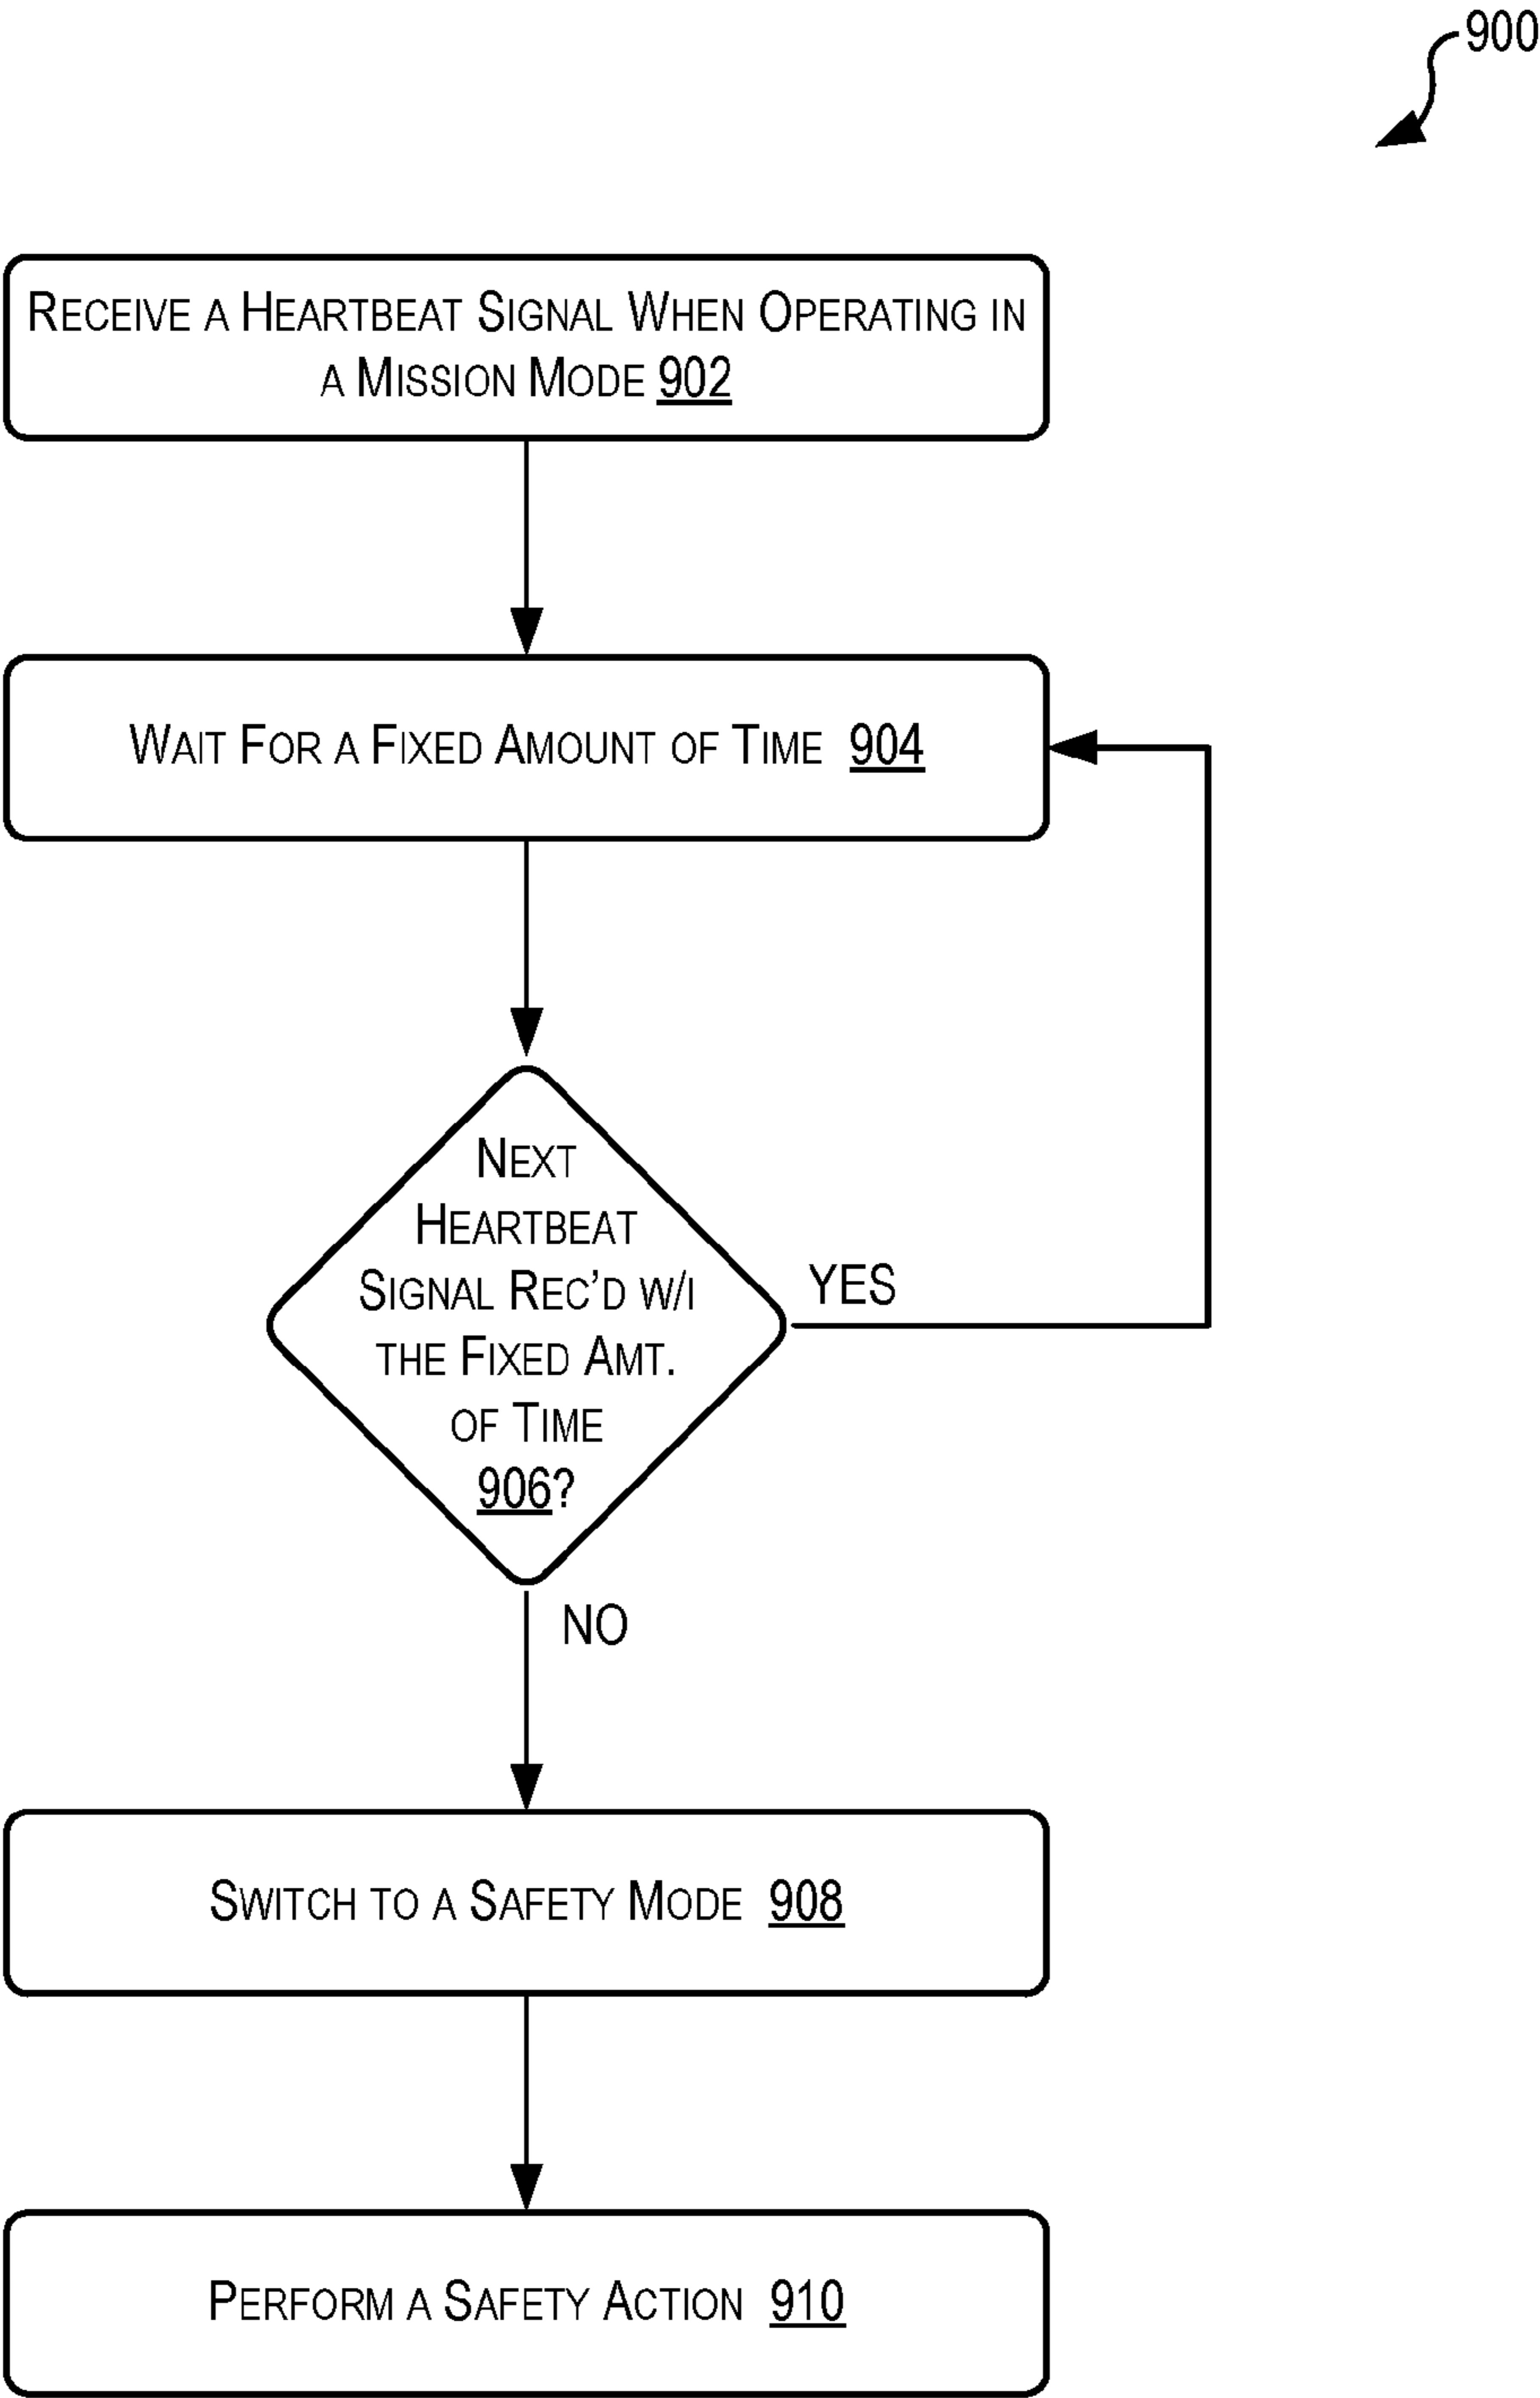 900
RECEIVE A HEARTBEAT SIGNAL WHEN OPERATING IN
A MISSION MODE 902
WAIT FOR A FIXED AMOUNT OF TIME 904
NEXT
HEARTBEAT
SIGNAL REC'D W/I
THE FIXED AMT.
OF TIME
906?
YES
NO
SWITCH TO A SAFETY MODE 908
PERFORM A SAFETY ACTION 910